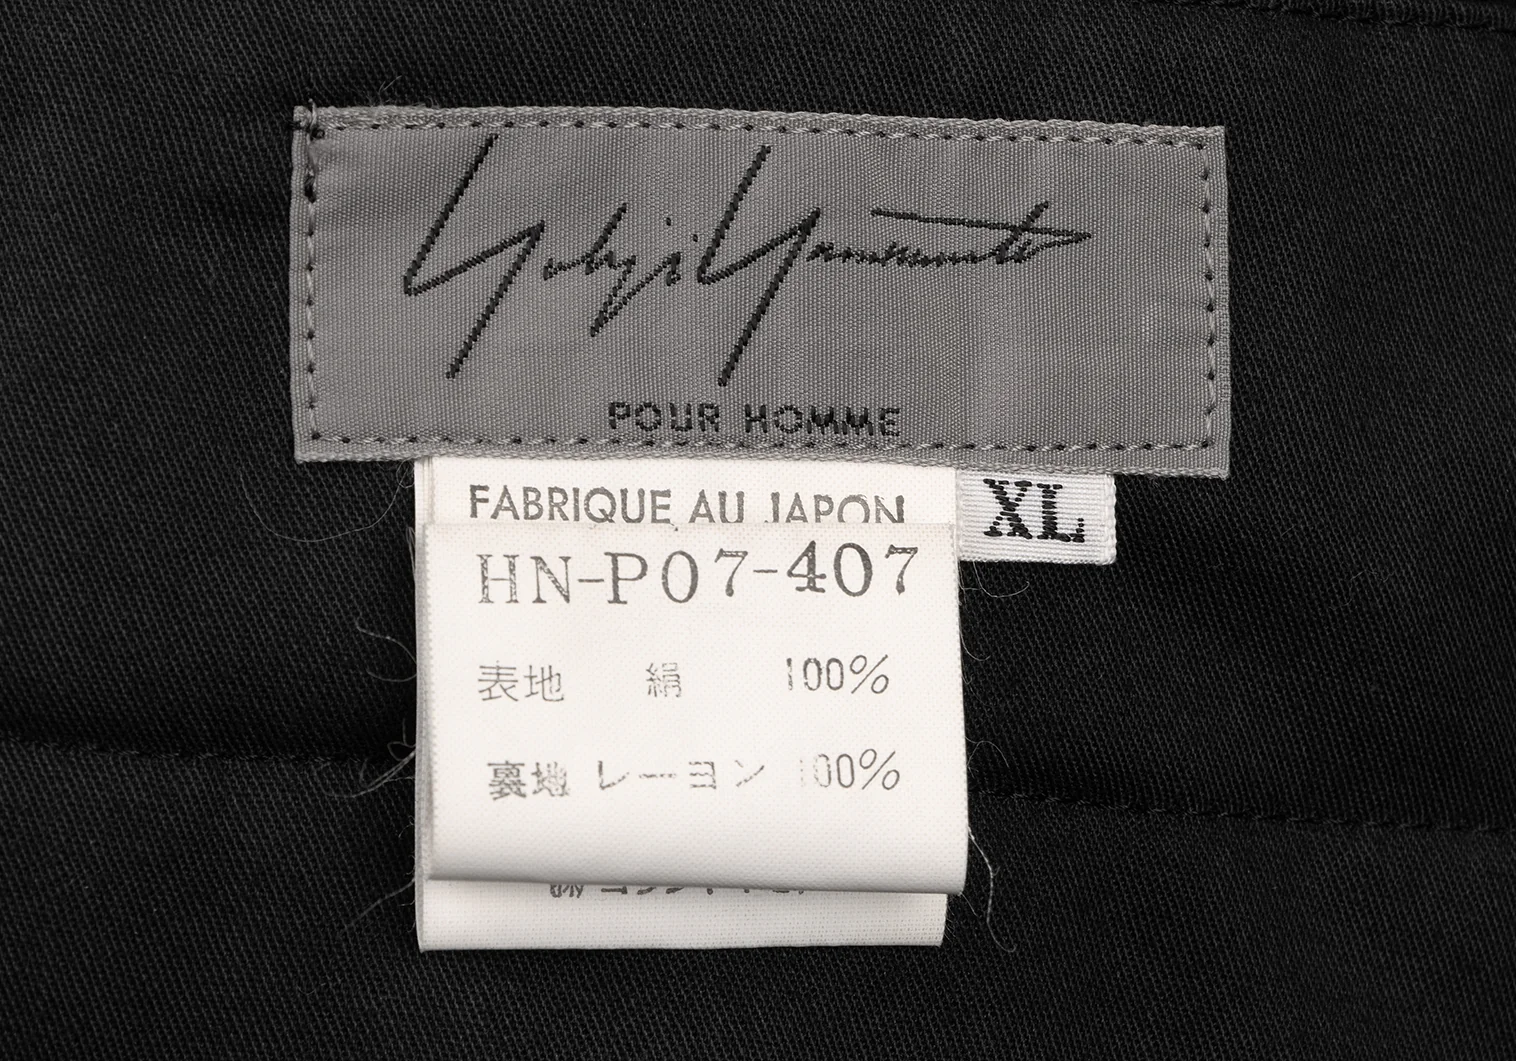 Yohji Yamamoto
POUR HOMME
FABRIQUE AU JAPON
XL
HN-P07-407
表地 絹 100%
裏地 レーヨン 100%